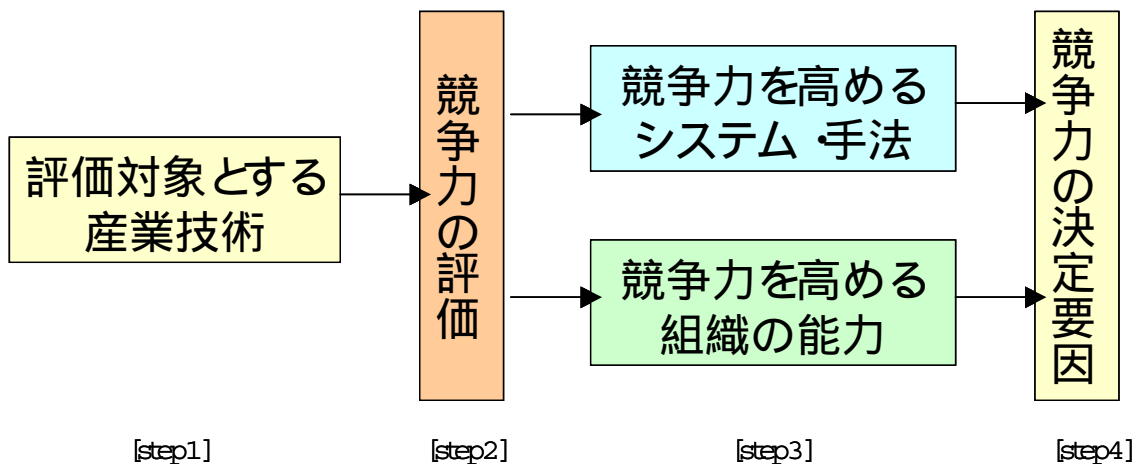 評価対象とする
産業技術
競争力の評価
競争力を高める
システム・手法
競争力を高める
組織の能力
競争力の決定要因
[step1]
[step2]
[step3]
[step4]